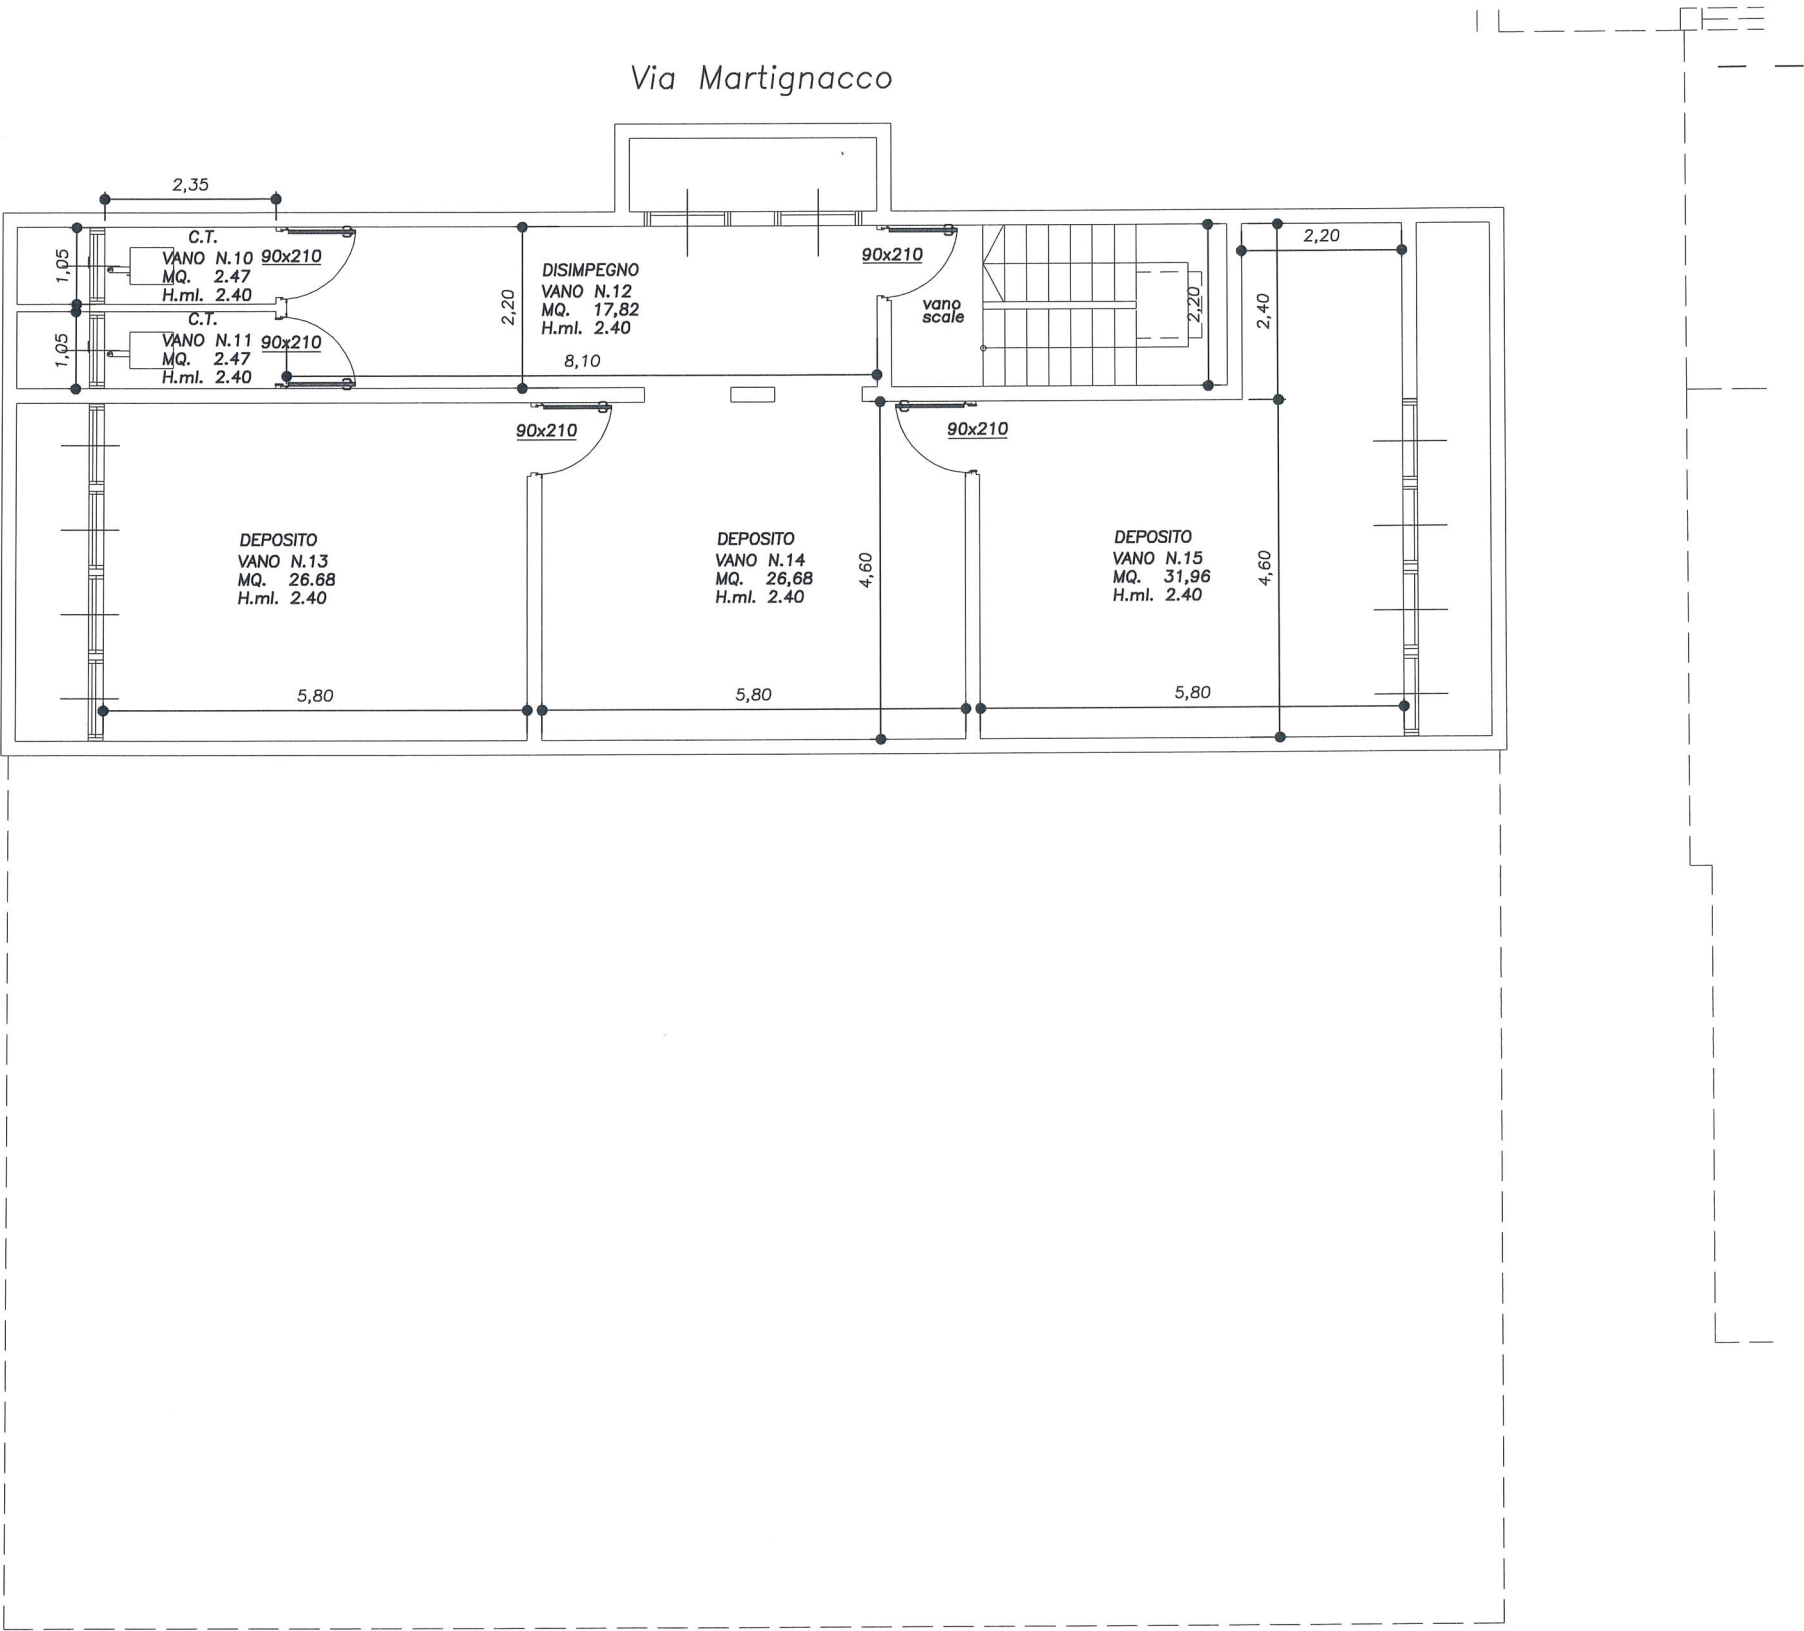 Via Martignacco
2,35
C.T.
VANO N.10
MQ. 2.47
H.ml. 2.40
90x210
1,05
C.T.
VANO N.11
MQ. 2.47
H.ml. 2.40
90x210
1,05
2,20
DISIMPEGNO
VANO N.12
MQ. 17,82
H.ml. 2.40
8,10
90x210
vano
scale
2,20
2,40
2,20
90x210
90x210
DEPOSITO
VANO N.13
MQ. 26.68
H.ml. 2.40
DEPOSITO
VANO N.14
MQ. 26,68
H.ml. 2.40
4,60
DEPOSITO
VANO N.15
MQ. 31,96
H.ml. 2.40
4,60
5,80
5,80
5,80